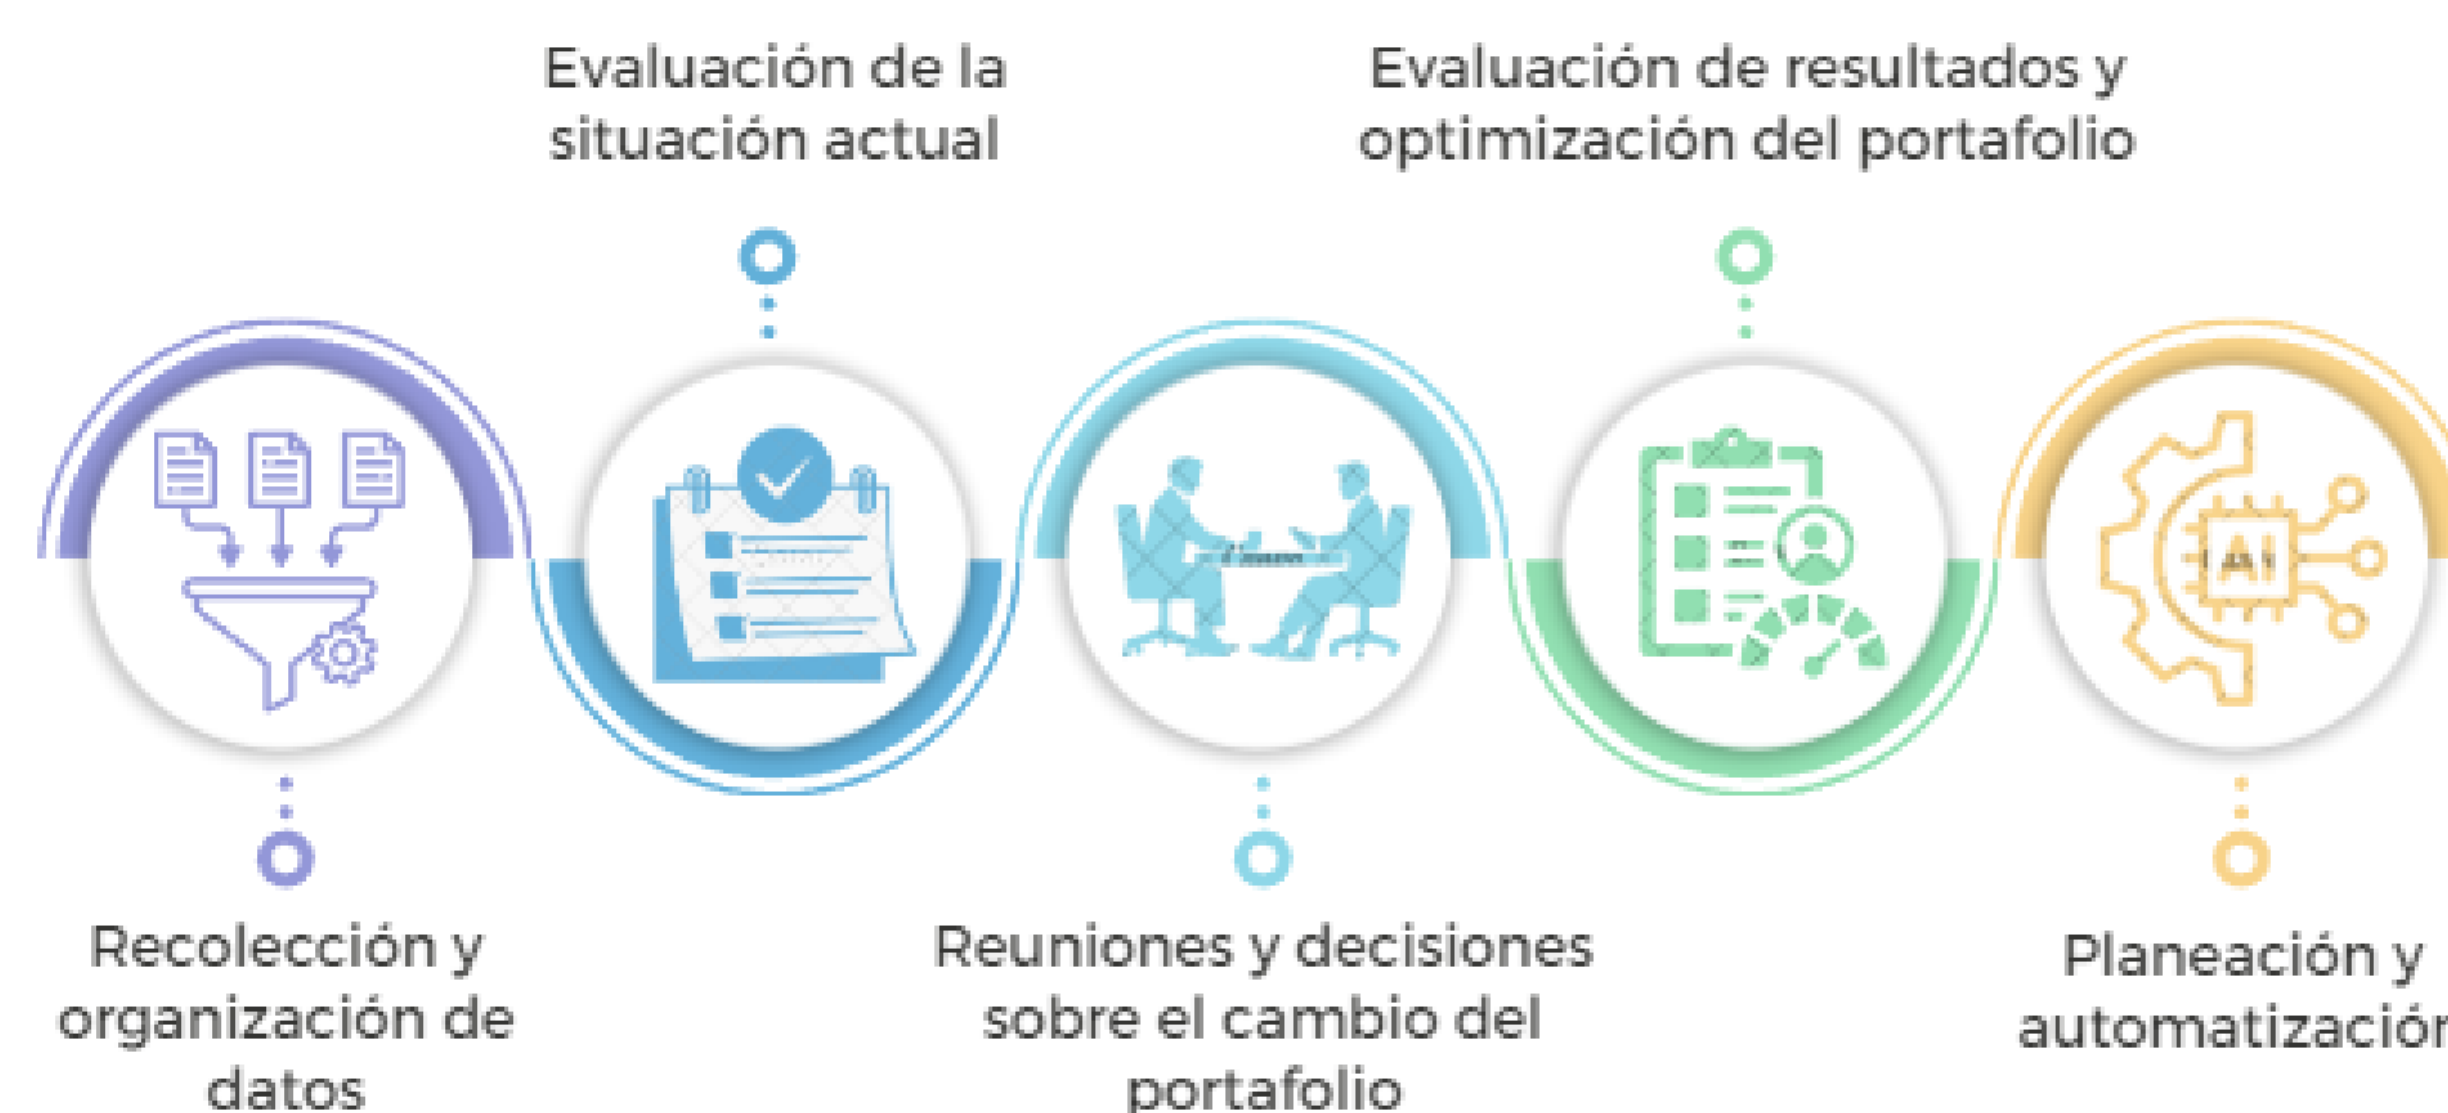 Evaluación de la
situación actual
Evaluación de resultados y
optimización del portafolio
AI
Recolección y
organización de
datos
Reuniones y decisiones
sobre el cambio del
portafolio
Planeación y
automatización